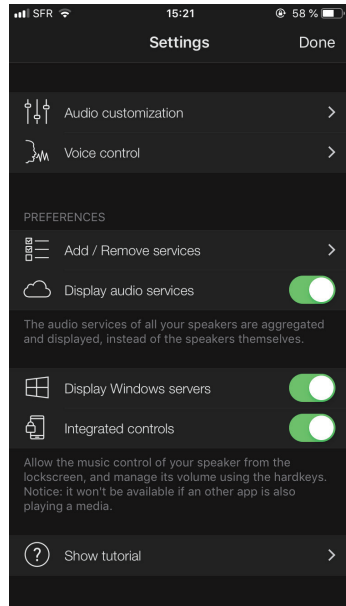 SFR 15:21 58 %
Settings Done
Audio customization
Voice control
PREFERENCES
Add / Remove services
Display audio services
The audio services of all your speakers are aggregated
and displayed, instead of the speakers themselves.
Display Windows servers
Integrated controls
Allow the music control of your speaker from the
lockscreen, and manage its volume using the hardkeys.
Notice: it won't be available if an other app is also
playing a media.
? Show tutorial